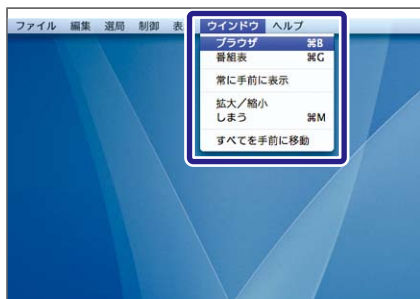 ファイル 編集 選局 制御 表 ウインドウ ヘルプ
ブラウザ ⌘B
番組表 ⌘G
常に手前に表示
拡大／縮小
しまう ⌘M
すべてを手前に移動